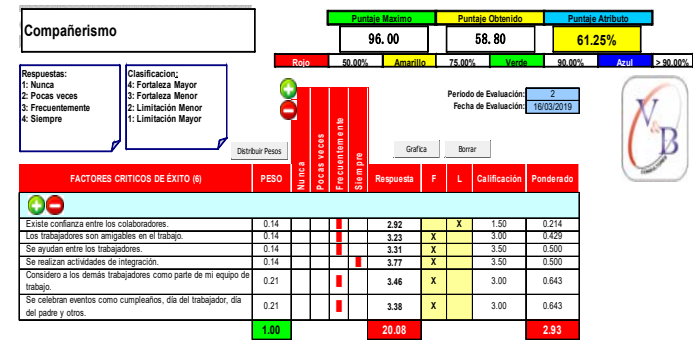 Compañerismo
Puntaje Maximo Puntaje Obtenido Puntaje Atributo
96.00 58.80 61.25%
Rojo 50.00% Amarillo 75.00% Verde 90.00% Azul > 90.00%
Respuestas:
1: Nunca
2: Pocas veces
3: Frecuentemente
4: Siempre
Clasificacion:
4: Fortaleza Mayor
3: Fortaleza Menor
2: Limitación Menor
1: Limitación Mayor
Periodo de Evaluación: 2
Fecha de Evaluación: 16/03/2019
Distribuir Pesos
Grafica
Borrar
V&B
CONSULTORES
FACTORES CRITICOS DE ÉXITO (6) PESO Nunca Pocas veces Frecuentemente Siempre Respuesta F L Calificación Ponderado
Existe confianza entre los colaboradores. 0.14 2.92 X 1.50 0.214
Los trabajadores son amigables en el trabajo. 0.14 3.23 X 3.00 0.429
Se ayudan entre los trabajadores. 0.14 3.31 X 3.50 0.500
Se realizan actividades de integración. 0.14 3.77 X 3.50 0.500
Considero a los demás trabajadores como parte de mi equipo de
trabajo. 0.21 3.46 X 3.00 0.643
Se celebran eventos como cumpleaños, día del trabajador, día
del padre y otros. 0.21 3.38 X 3.00 0.643
1.00 20.08 2.93